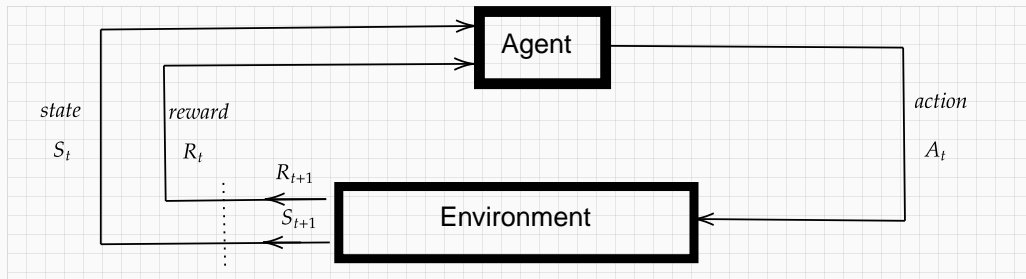 Agent
state
reward
action
S_t
R_t
A_t
R_{t+1}
S_{t+1}
Environment